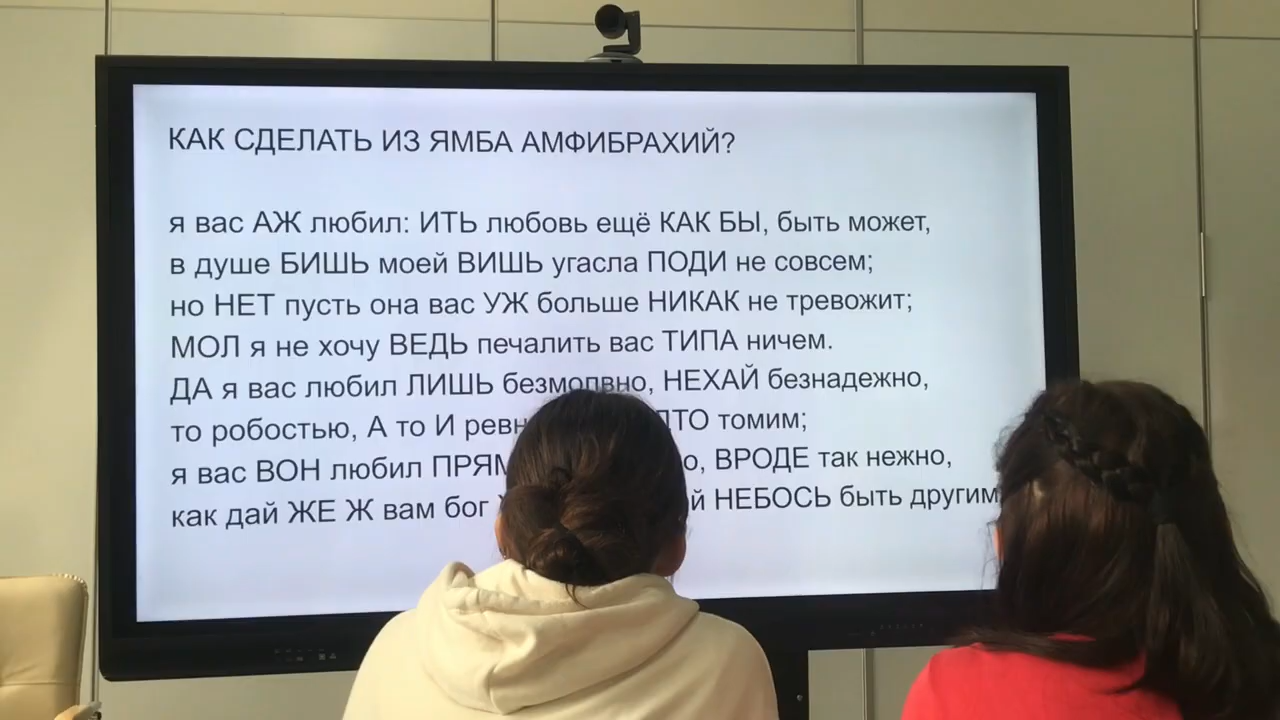 КАК СДЕЛАТЬ ИЗ ЯМБА АМФИБРАХИЙ?
я вас АЖ любил: ИТЬ любовь ещё КАК БЫ, быть может,
в душе БИШЬ моей ВИШЬ угасла ПОДИ не совсем;
но НЕТ пусть она вас УЖ больше НИКАК не тревожит;
МОЛ я не хочу ВЕДЬ печалить вас ТИПА ничем.
ДА я вас любил ЛИШЬ безмолвно, НЕХАЙ безнадежно,
то робостью, А то И томим;
я вас ВОН любил ВРОДЕ так нежно,
как дай ЖЕ Ж вам бог НЕБОСЬ быть другим